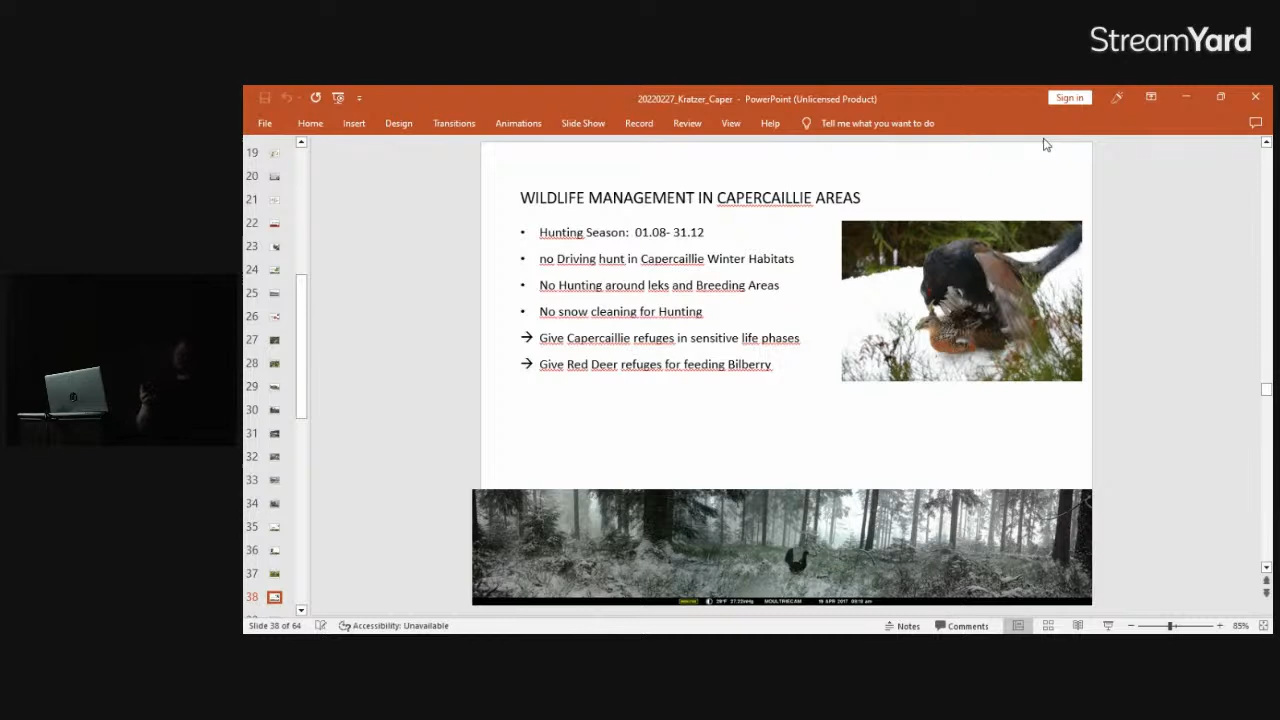 StreamYard
20220227_Kratzer_Caper - PowerPoint (Unlicensed Product)
Sign in
File Home Insert Design Transitions Animations Slide Show Record Review View Help Tell me what you want to do
19
20
21
22
23
24
25
26
27
28
29
30
31
32
33
34
35
36
37
38
WILDLIFE MANAGEMENT IN CAPERCAILLIE AREAS
• Hunting Season: 01.08- 31.12
• no Driving hunt in Capercaillie Winter Habitats
• No Hunting around leks and Breeding Areas
• No snow cleaning for Hunting
→ Give Capercaillie refuges in sensitive life phases
→ Give Red Deer refuges for feeding Bilberry
MOULTRIECAM
Slide 38 of 64 Accessibility: Unavailable Notes Comments 85%